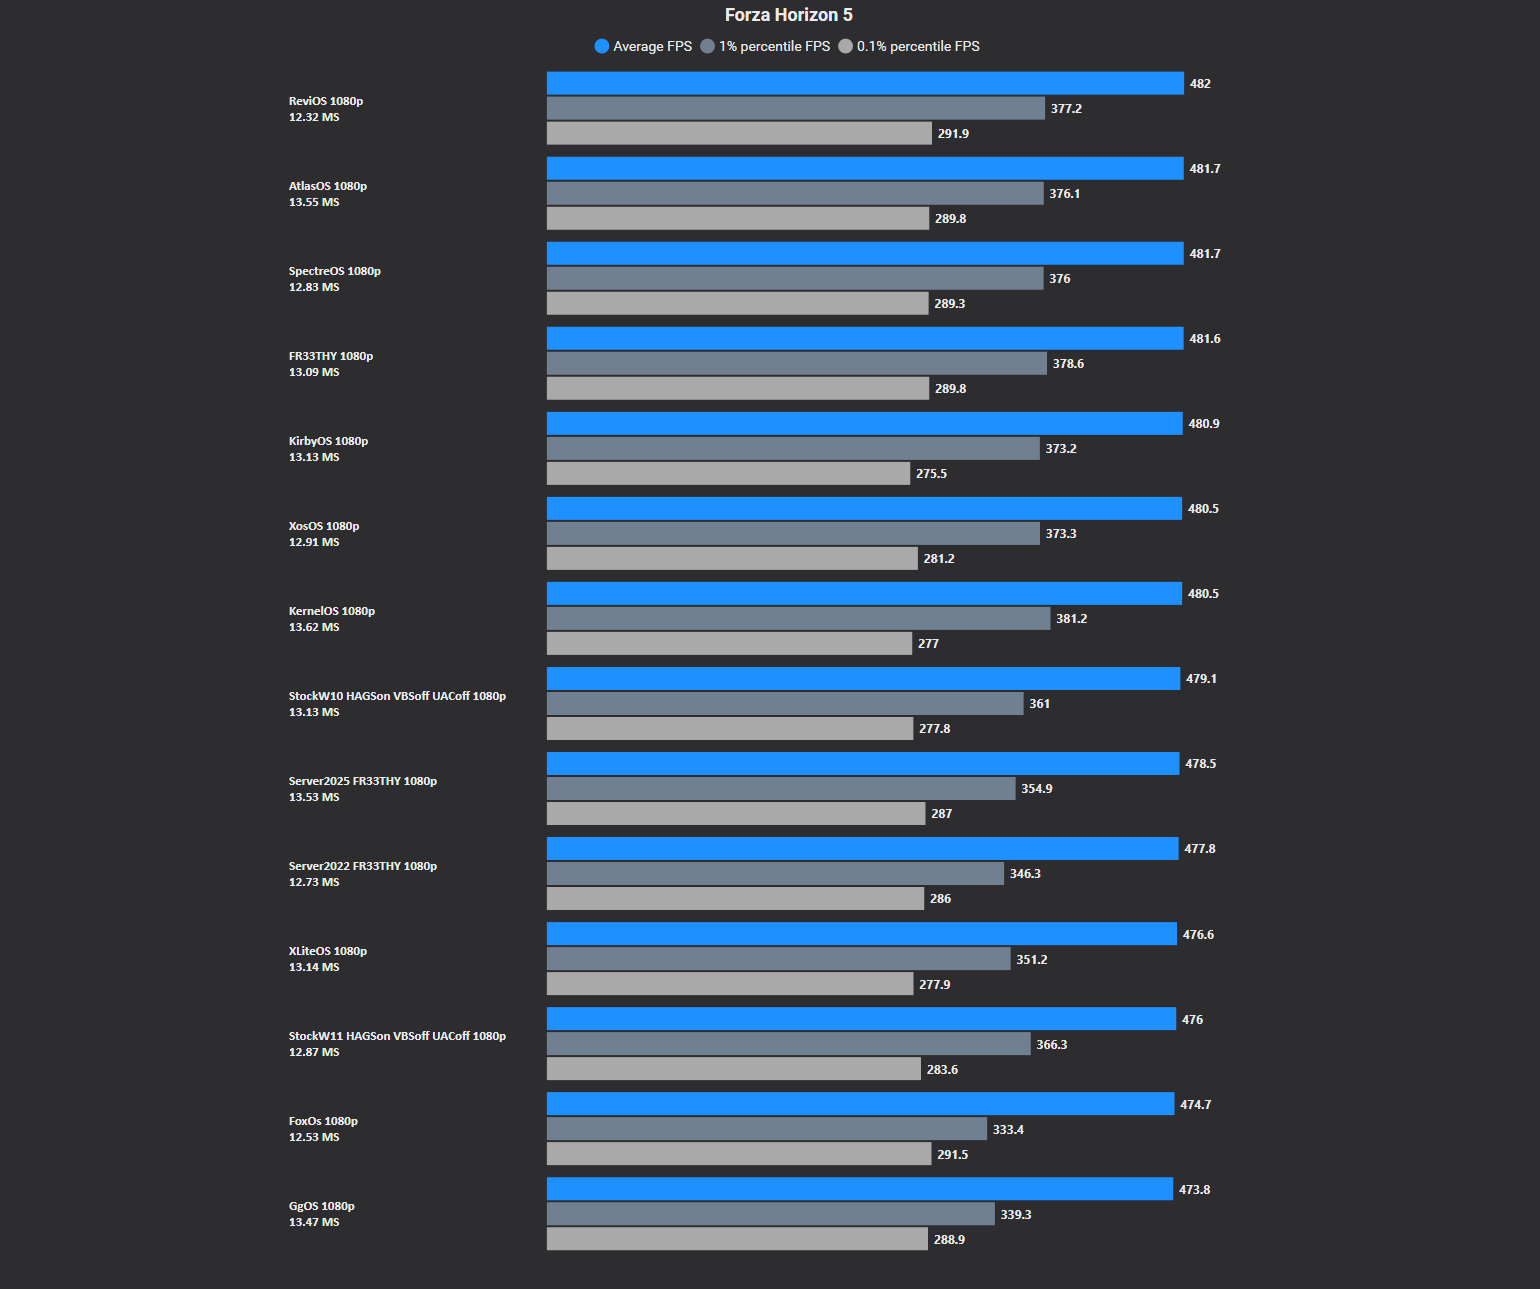 Forza Horizon 5
Average FPS 1% percentile FPS 0.1% percentile FPS
ReviOS 1080p
12.32 MS
482
377.2
291.9
AtlasOS 1080p
13.55 MS
481.7
376.1
289.8
SpectreOS 1080p
12.83 MS
481.7
376
289.3
FR33THY 1080p
13.09 MS
481.6
378.6
289.8
KirbyOS 1080p
13.13 MS
480.9
373.2
275.5
XosOS 1080p
12.91 MS
480.5
373.3
281.2
KernelOS 1080p
13.62 MS
480.5
381.2
277
StockW10 HAGSon VBSoff UACoff 1080p
13.13 MS
479.1
361
277.8
Server2025 FR33THY 1080p
13.53 MS
478.5
354.9
287
Server2022 FR33THY 1080p
12.73 MS
477.8
346.3
286
XLiteOS 1080p
13.14 MS
476.6
351.2
277.9
StockW11 HAGSon VBSoff UACoff 1080p
12.87 MS
476
366.3
283.6
FoxOs 1080p
12.53 MS
474.7
333.4
291.5
GgOS 1080p
13.47 MS
473.8
339.3
288.9